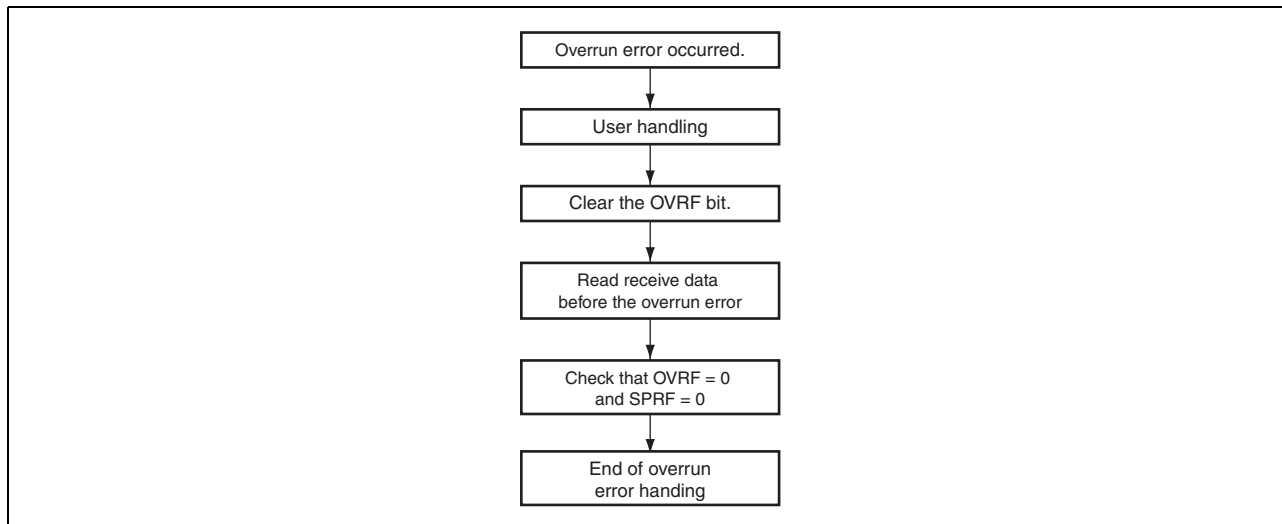 Overrun error occurred.
User handling
Clear the OVRF bit.
Read receive data
before the overrun error
Check that OVRF = 0
and SPRF = 0
End of overrun
error handing